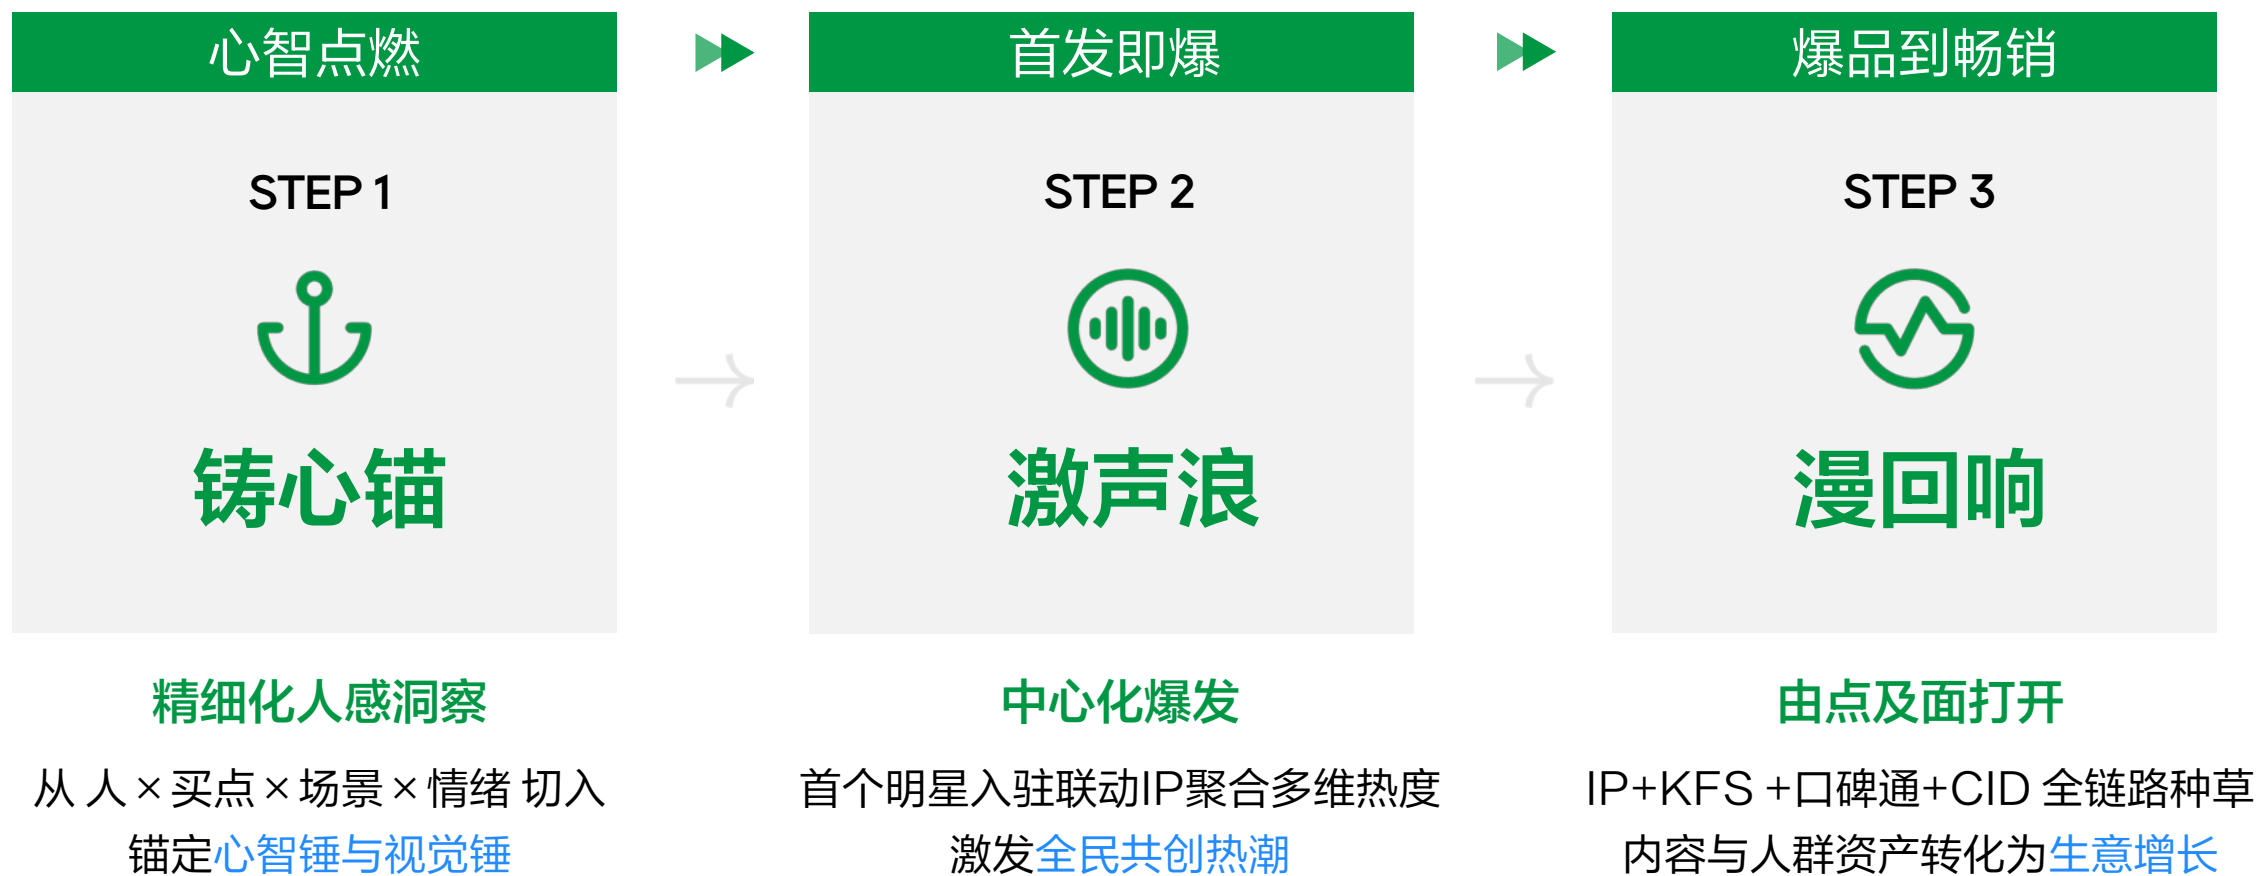 心智点燃
STEP 1
铸心锚
精细化人感洞察
从 人×买点×场景×情绪 切入
锚定心智锤与视觉锤
首发即爆
STEP 2
激声浪
中心化爆发
首个明星入驻联动IP聚合多维热度
激发全民共创热潮
爆品到畅销
STEP 3
漫回响
由点及面打开
IP+KFS +口碑通+CID 全链路种草
内容与人群资产转化为生意增长